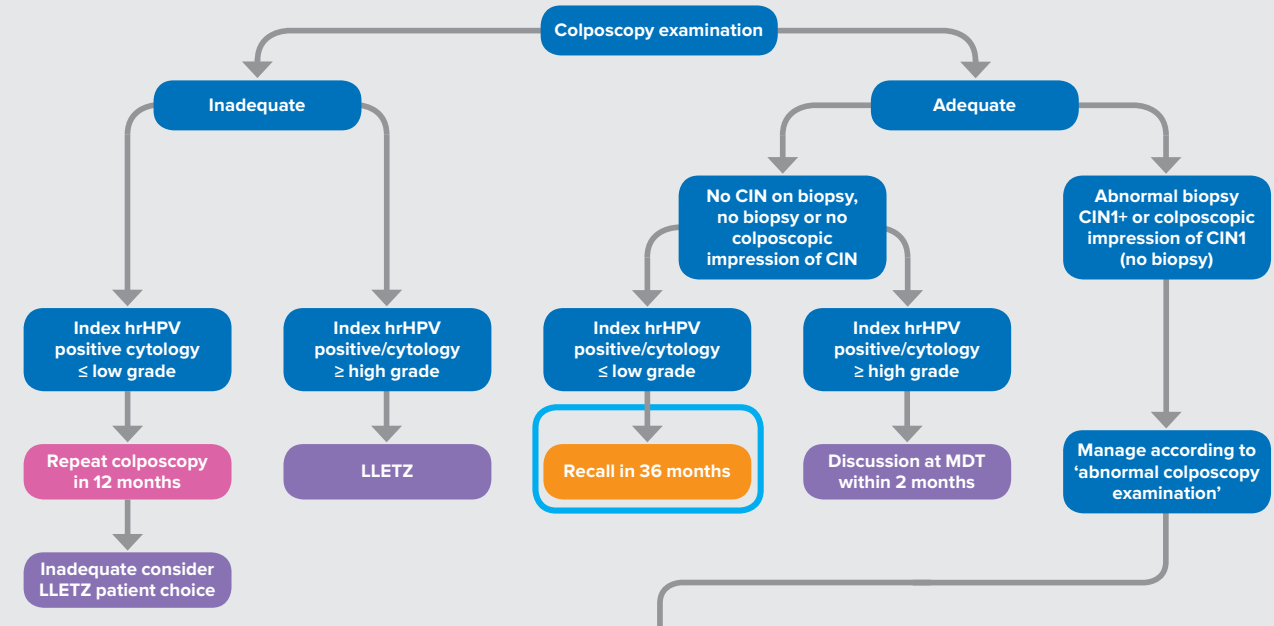 Colposcopy examination
Inadequate
Adequate
No CIN on biopsy,
no biopsy or no
colposcopic
impression of CIN
Abnormal biopsy
CIN1+ or colposcopic
impression of CIN1
(no biopsy)
Index hrHPV
positive cytology
≤ low grade
Index hrHPV
positive/cytology
≥ high grade
Index hrHPV
positive/cytology
≤ low grade
Index hrHPV
positive/cytology
≥ high grade
Repeat colposcopy
in 12 months
LLETZ
Recall in 36 months
Discussion at MDT
within 2 months
Manage according to
‘abnormal colposcopy
examination’
Inadequate consider
LLETZ patient choice